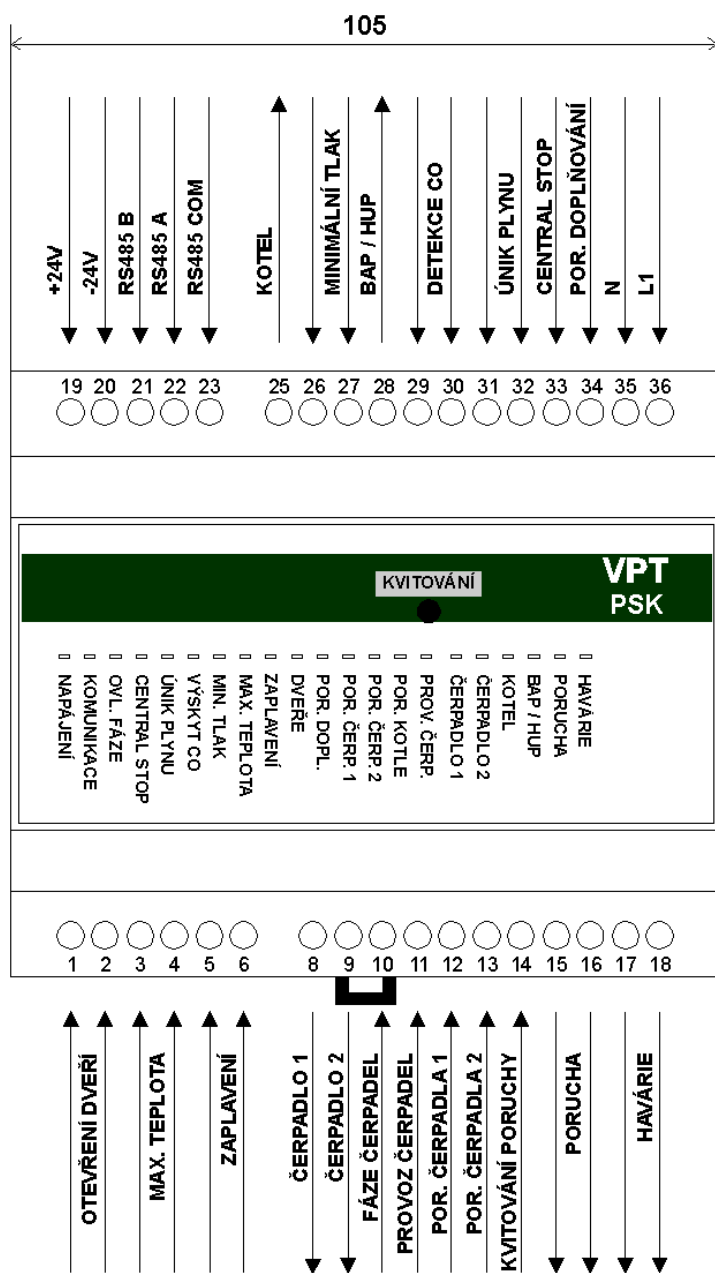 105
+24V
-24V
RS485 B
RS485 A
RS485 COM
KOTEL
MINIMÁLNÍ TLAK
BAP / HUP
DETEKCE CO
ÚNIK PLYNU
CENTRAL STOP
POR. DOPLŇOVÁNÍ
N
L1
19 20 21 22 23 25 26 27 28 29 30 31 32 33 34 35 36
KVITOVÁNÍ
VPT
PSK
NAPÁJENÍ
KOMUNIKACE
OVL. FÁZE
CENTRAL STOP
ÚNIK PLYNU
VÝSKYT CO
MIN. TLAK
MAX. TEPLOTA
ZAPLAVENÍ
DVEŘE
POR. DOPL.
POR. ČERP. 1
POR. ČERP. 2
POR. KOTLE
PROV. ČERP.
ČERPADLO 1
ČERPADLO 2
KOTEL
BAP / HUP
PORUCHA
HAVÁRIE
1 2 3 4 5 6 8 9 10 11 12 13 14 15 16 17 18
OTEVŘENÍ DVEŘÍ
MAX. TEPLOTA
ZAPLAVENÍ
ČERPADLO 1
ČERPADLO 2
FÁZE ČERPADEL
PROVOZ ČERPADEL
POR. ČERPADLA 1
POR. ČERPADLA 2
KVITOVÁNÍ PORUCHY
PORUCHA
HAVÁRIE